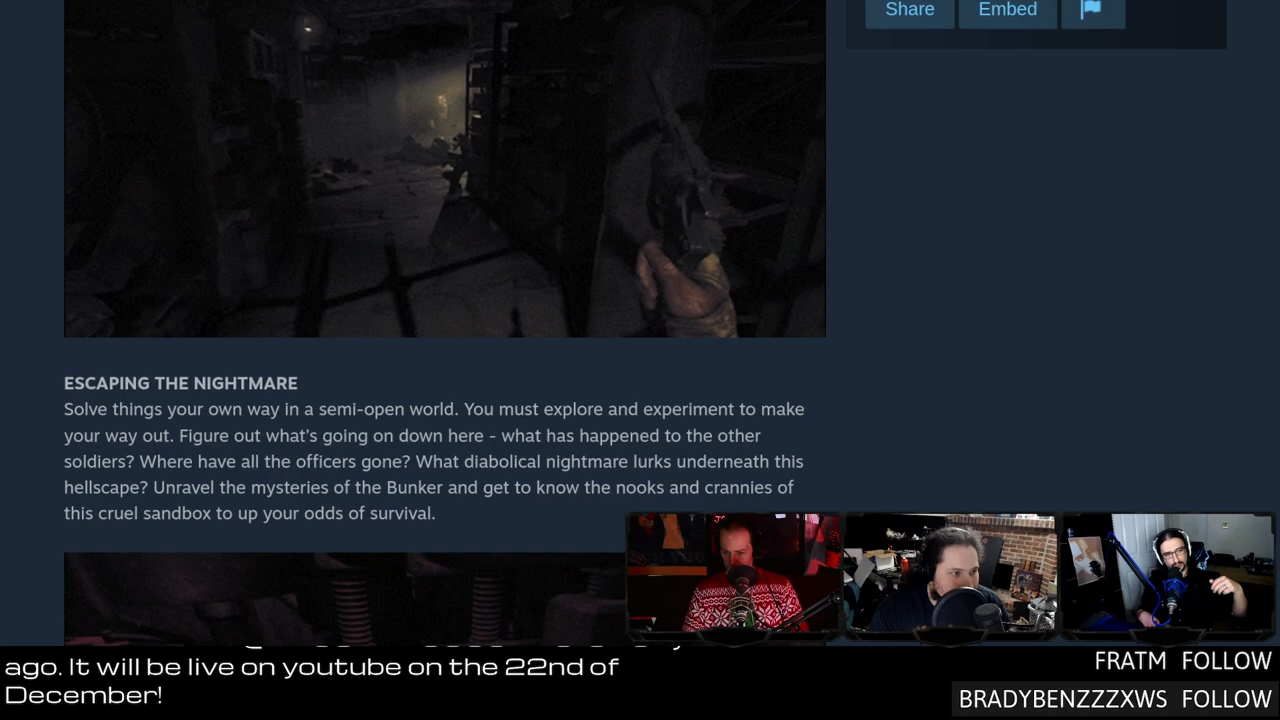 Share Embed
ESCAPING THE NIGHTMARE
Solve things your own way in a semi-open world. You must explore and experiment to make
your way out. Figure out what's going on down here - what has happened to the other
soldiers? Where have all the officers gone? What diabolical nightmare lurks underneath this
hellscape? Unravel the mysteries of the Bunker and get to know the nooks and crannies of
this cruel sandbox to up your odds of survival.
ago. It will be live on youtube on the 22nd of
December!
FRATM FOLLOW
BRADYBENZZZXWS FOLLOW